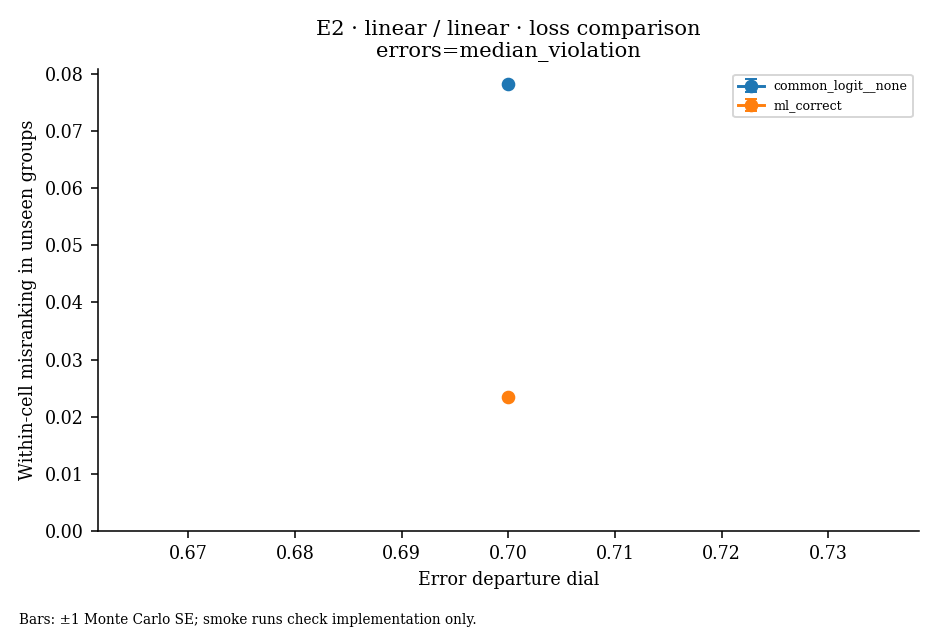 E2 · linear / linear · loss comparison
errors=median_violation
0.08
0.07
0.06
0.05
0.04
0.03
0.02
0.01
0.00
Within-cell misranking in unseen groups
common_logit__none
ml_correct
0.67 0.68 0.69 0.70 0.71 0.72 0.73
Error departure dial
Bars: ±1 Monte Carlo SE; smoke runs check implementation only.